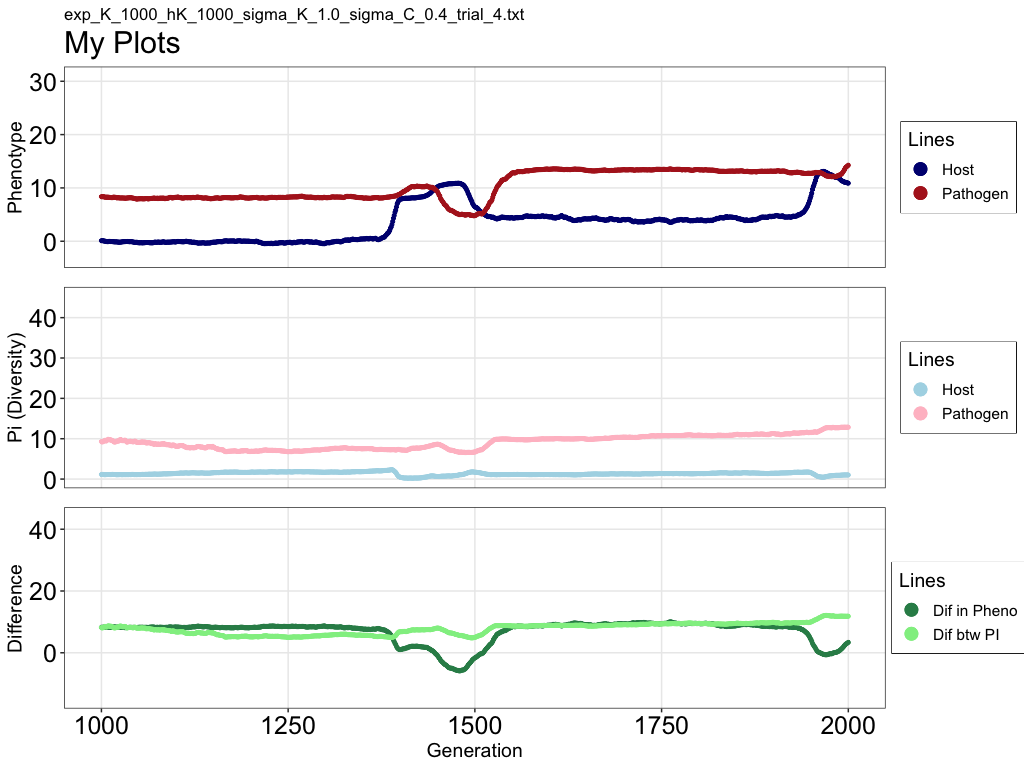 exp_K_1000_hK_1000_sigma_K_1.0_sigma_C_0.4_trial_4.txt
My Plots
30
20
10
0
Phenotype
Lines
Host
Pathogen
40
30
20
10
0
Pi (Diversity)
Lines
Host
Pathogen
40
20
0
Difference
Lines
Dif in Pheno
Dif btw PI
1000 1250 1500 1750 2000
Generation